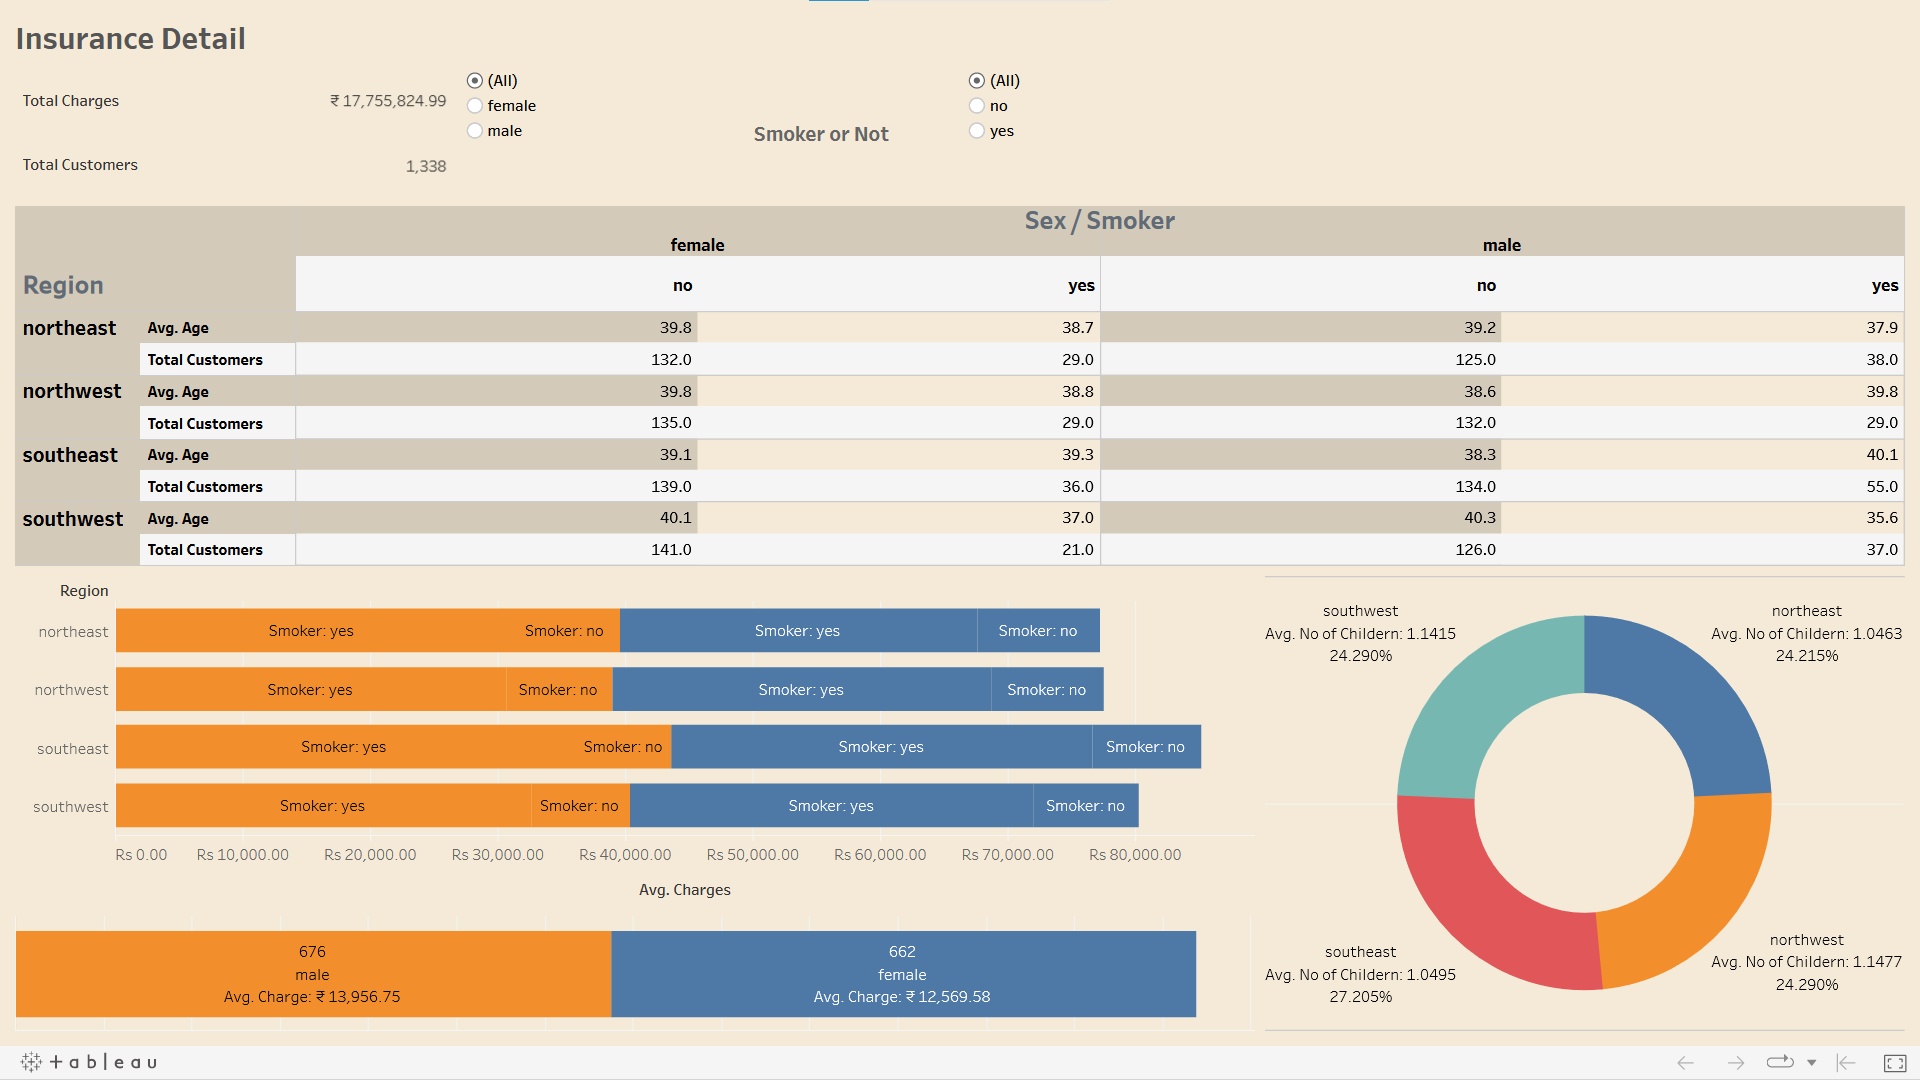 Insurance Detail
Total Charges ₹ 17,755,824.99
Total Customers 1,338
(All)
female
male
Smoker or Not
(All)
no
yes
Sex / Smoker
female male
Region no yes no yes
northeast Avg. Age 39.8 38.7 39.2 37.9
Total Customers 132.0 29.0 125.0 38.0
northwest Avg. Age 39.8 38.8 38.6 39.8
Total Customers 135.0 29.0 132.0 29.0
southeast Avg. Age 39.1 39.3 38.3 40.1
Total Customers 139.0 36.0 134.0 55.0
southwest Avg. Age 40.1 37.0 40.3 35.6
Total Customers 141.0 21.0 126.0 37.0
Region
northeast Smoker: yes Smoker: no Smoker: yes Smoker: no
northwest Smoker: yes Smoker: no Smoker: yes Smoker: no
southeast Smoker: yes Smoker: no Smoker: yes Smoker: no
southwest Smoker: yes Smoker: no Smoker: yes Smoker: no
Rs 0.00 Rs 10,000.00 Rs 20,000.00 Rs 30,000.00 Rs 40,000.00 Rs 50,000.00 Rs 60,000.00 Rs 70,000.00 Rs 80,000.00
Avg. Charges
676
male
Avg. Charge: ₹ 13,956.75
662
female
Avg. Charge: ₹ 12,569.58
southwest
Avg. No of Childern: 1.1415
24.290%
northeast
Avg. No of Childern: 1.0463
24.215%
southeast
Avg. No of Childern: 1.0495
27.205%
northwest
Avg. No of Childern: 1.1477
24.290%
+ableau